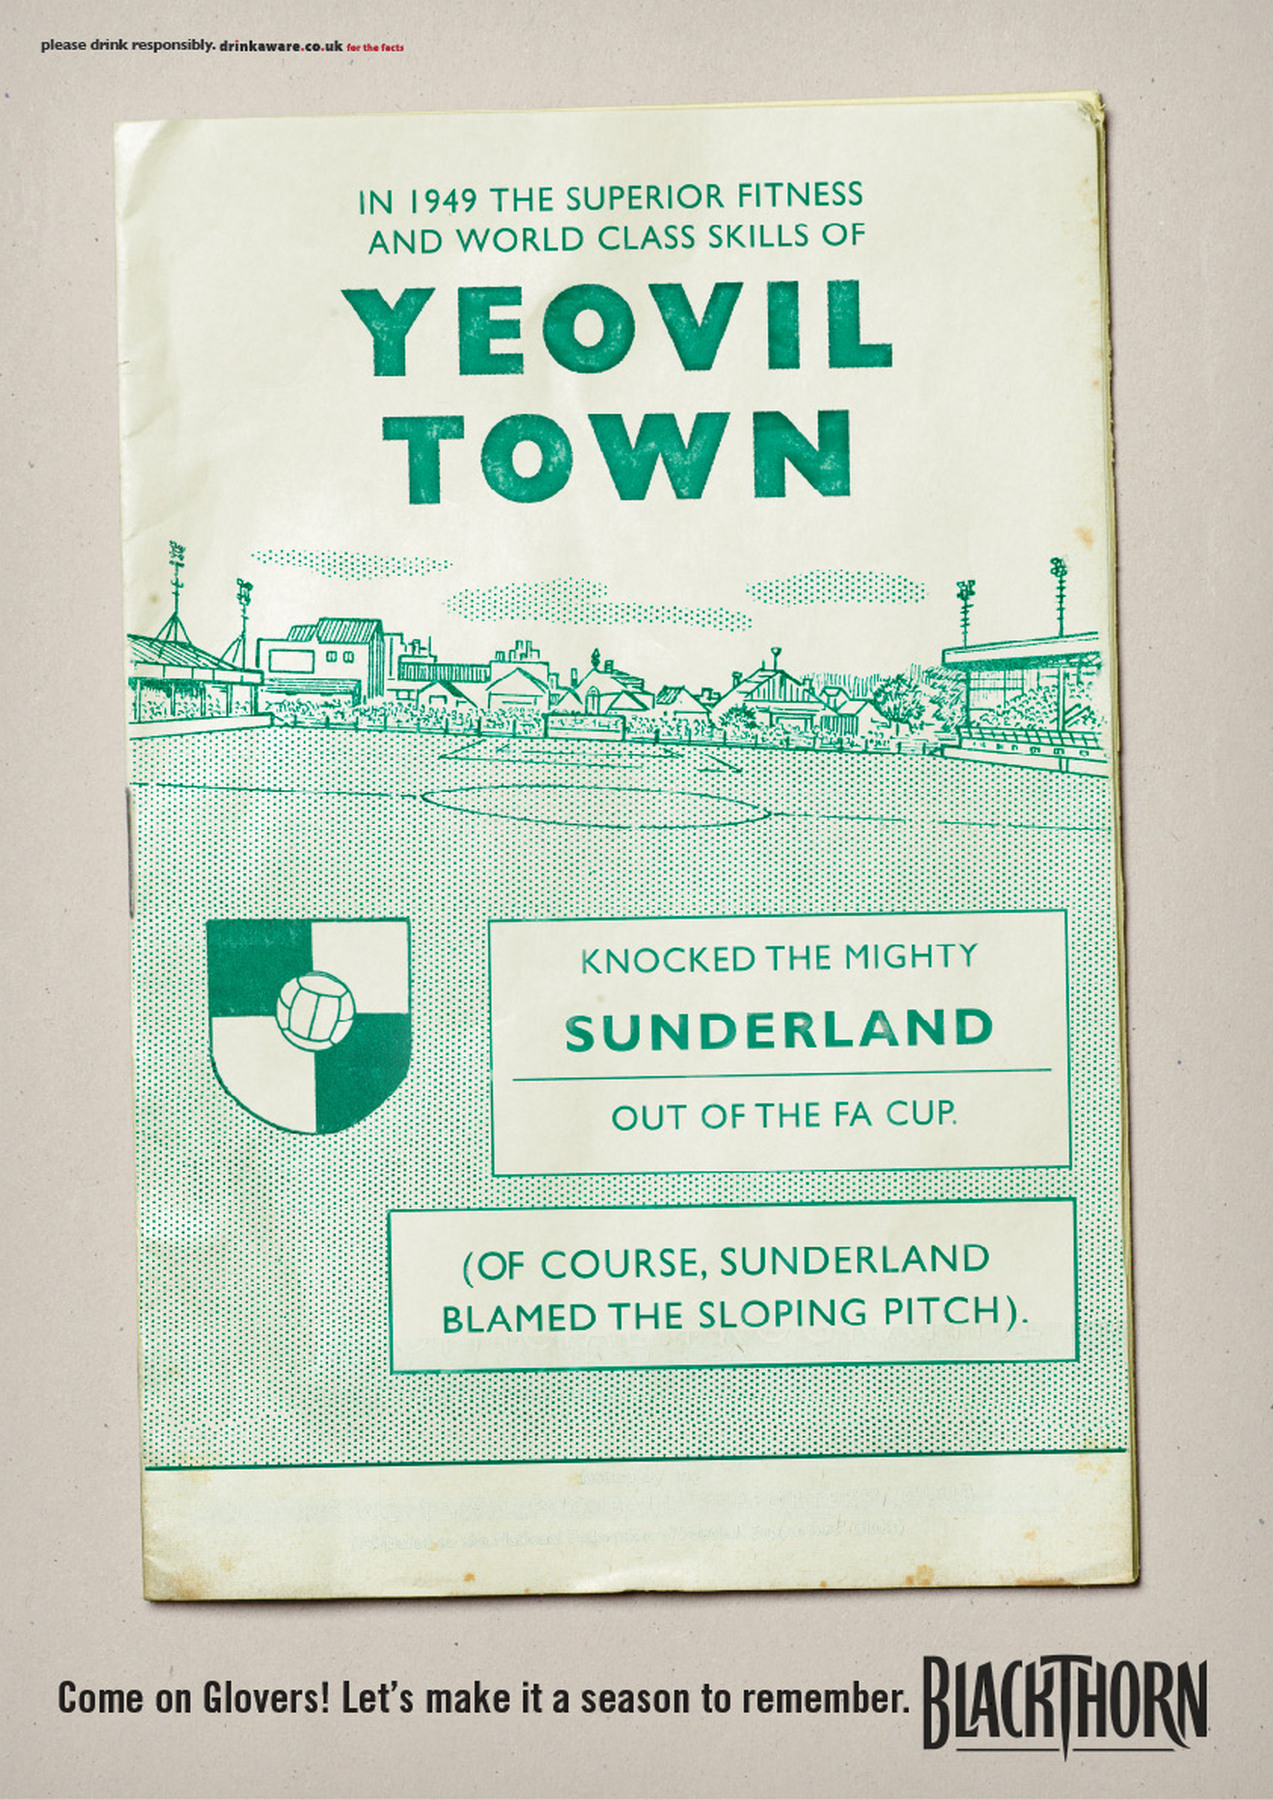 please drink responsibly. drinkaware.co.uk for the facts
IN 1949 THE SUPERIOR FITNESS
AND WORLD CLASS SKILLS OF
YEOVIL
TOWN
KNOCKED THE MIGHTY
SUNDERLAND
OUT OF THE FA CUP.
(OF COURSE, SUNDERLAND
BLAMED THE SLOPING PITCH).
Come on Glovers! Let's make it a season to remember. BLACKTHORN